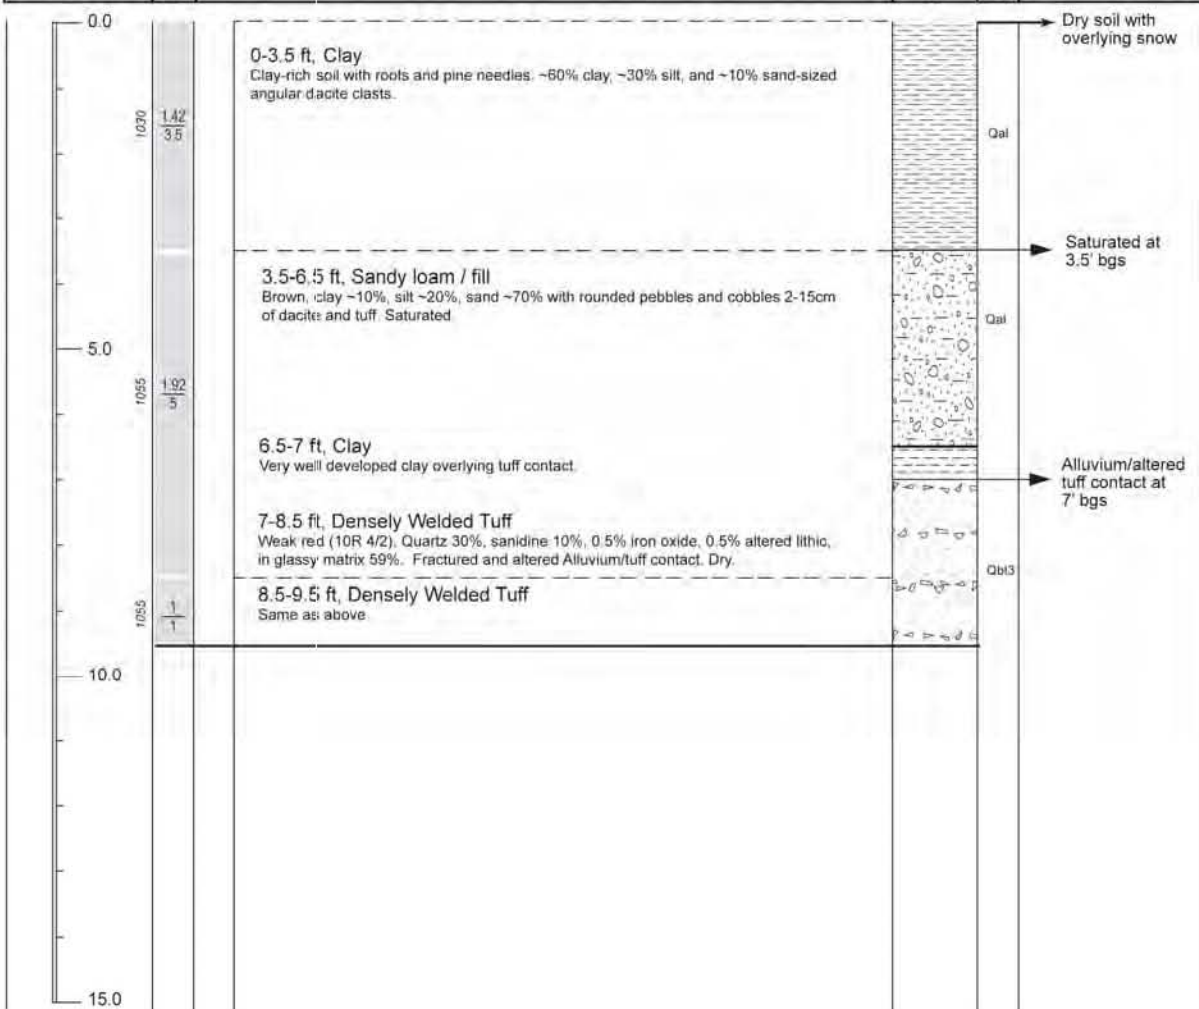 0.0
Dry soil with
overlying snow
0-3.5 ft, Clay
Clay-rich soil with roots and pine needles. ~60% clay, ~30% silt, and ~10% sand-sized
angular dacite clasts.
1030
1.42
3.5
Qal
Saturated at
3.5' bgs
3.5-6.5 ft, Sandy loam / fill
Brown, clay ~10%, silt ~20%, sand ~70% with rounded pebbles and cobbles 2-15cm
of dacite and tuff. Saturated
Qal
5.0
1055
1.92
5
6.5-7 ft, Clay
Very well developed clay overlying tuff contact.
Alluvium/altered
tuff contact at
7' bgs
7-8.5 ft, Densely Welded Tuff
Weak red (10R 4/2), Quartz 30%, sanidine 10%, 0.5% iron oxide, 0.5% altered lithic,
in glassy matrix 59%. Fractured and altered Alluvium/tuff contact. Dry.
Qbt3
8.5-9.5 ft, Densely Welded Tuff
Same as above
1055
1
1
10.0
15.0